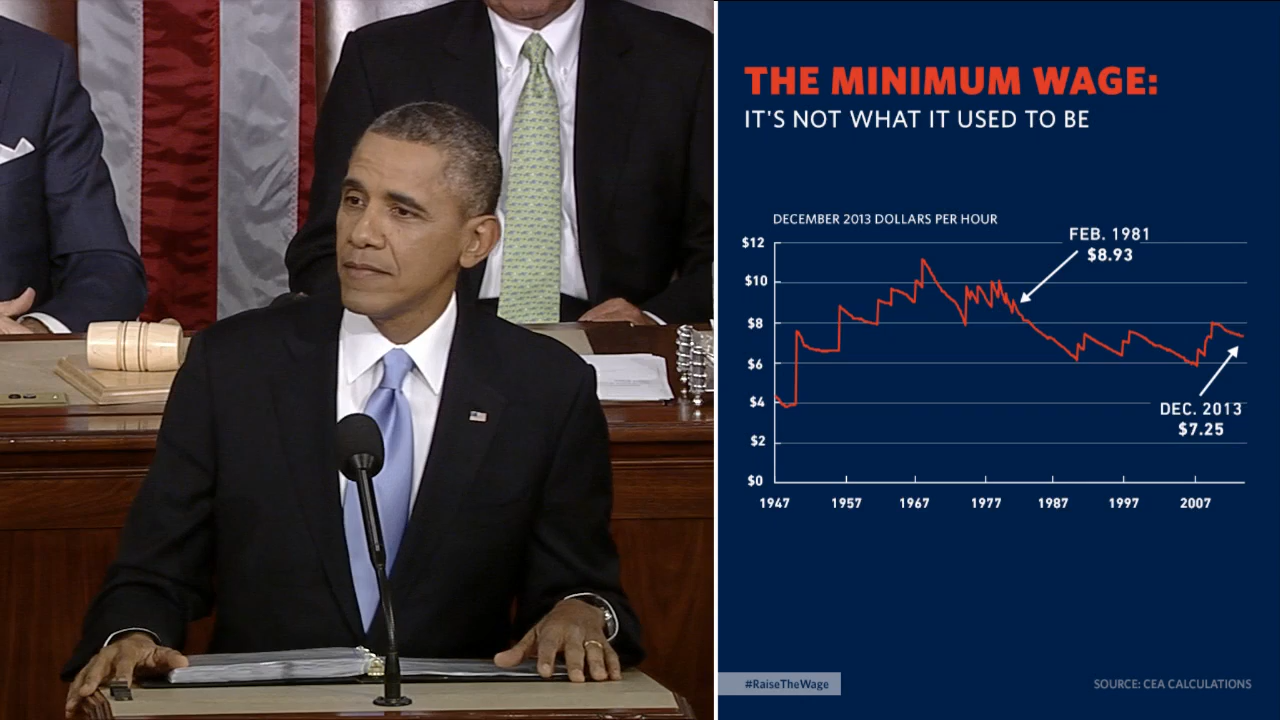 THE MINIMUM WAGE:
IT'S NOT WHAT IT USED TO BE
DECEMBER 2013 DOLLARS PER HOUR
FEB. 1981
$8.93
$12
$10
$8
$6
$4
$2
$0
DEC. 2013
$7.25
1947 1957 1967 1977 1987 1997 2007
#RaiseTheWage
SOURCE: CEA CALCULATIONS